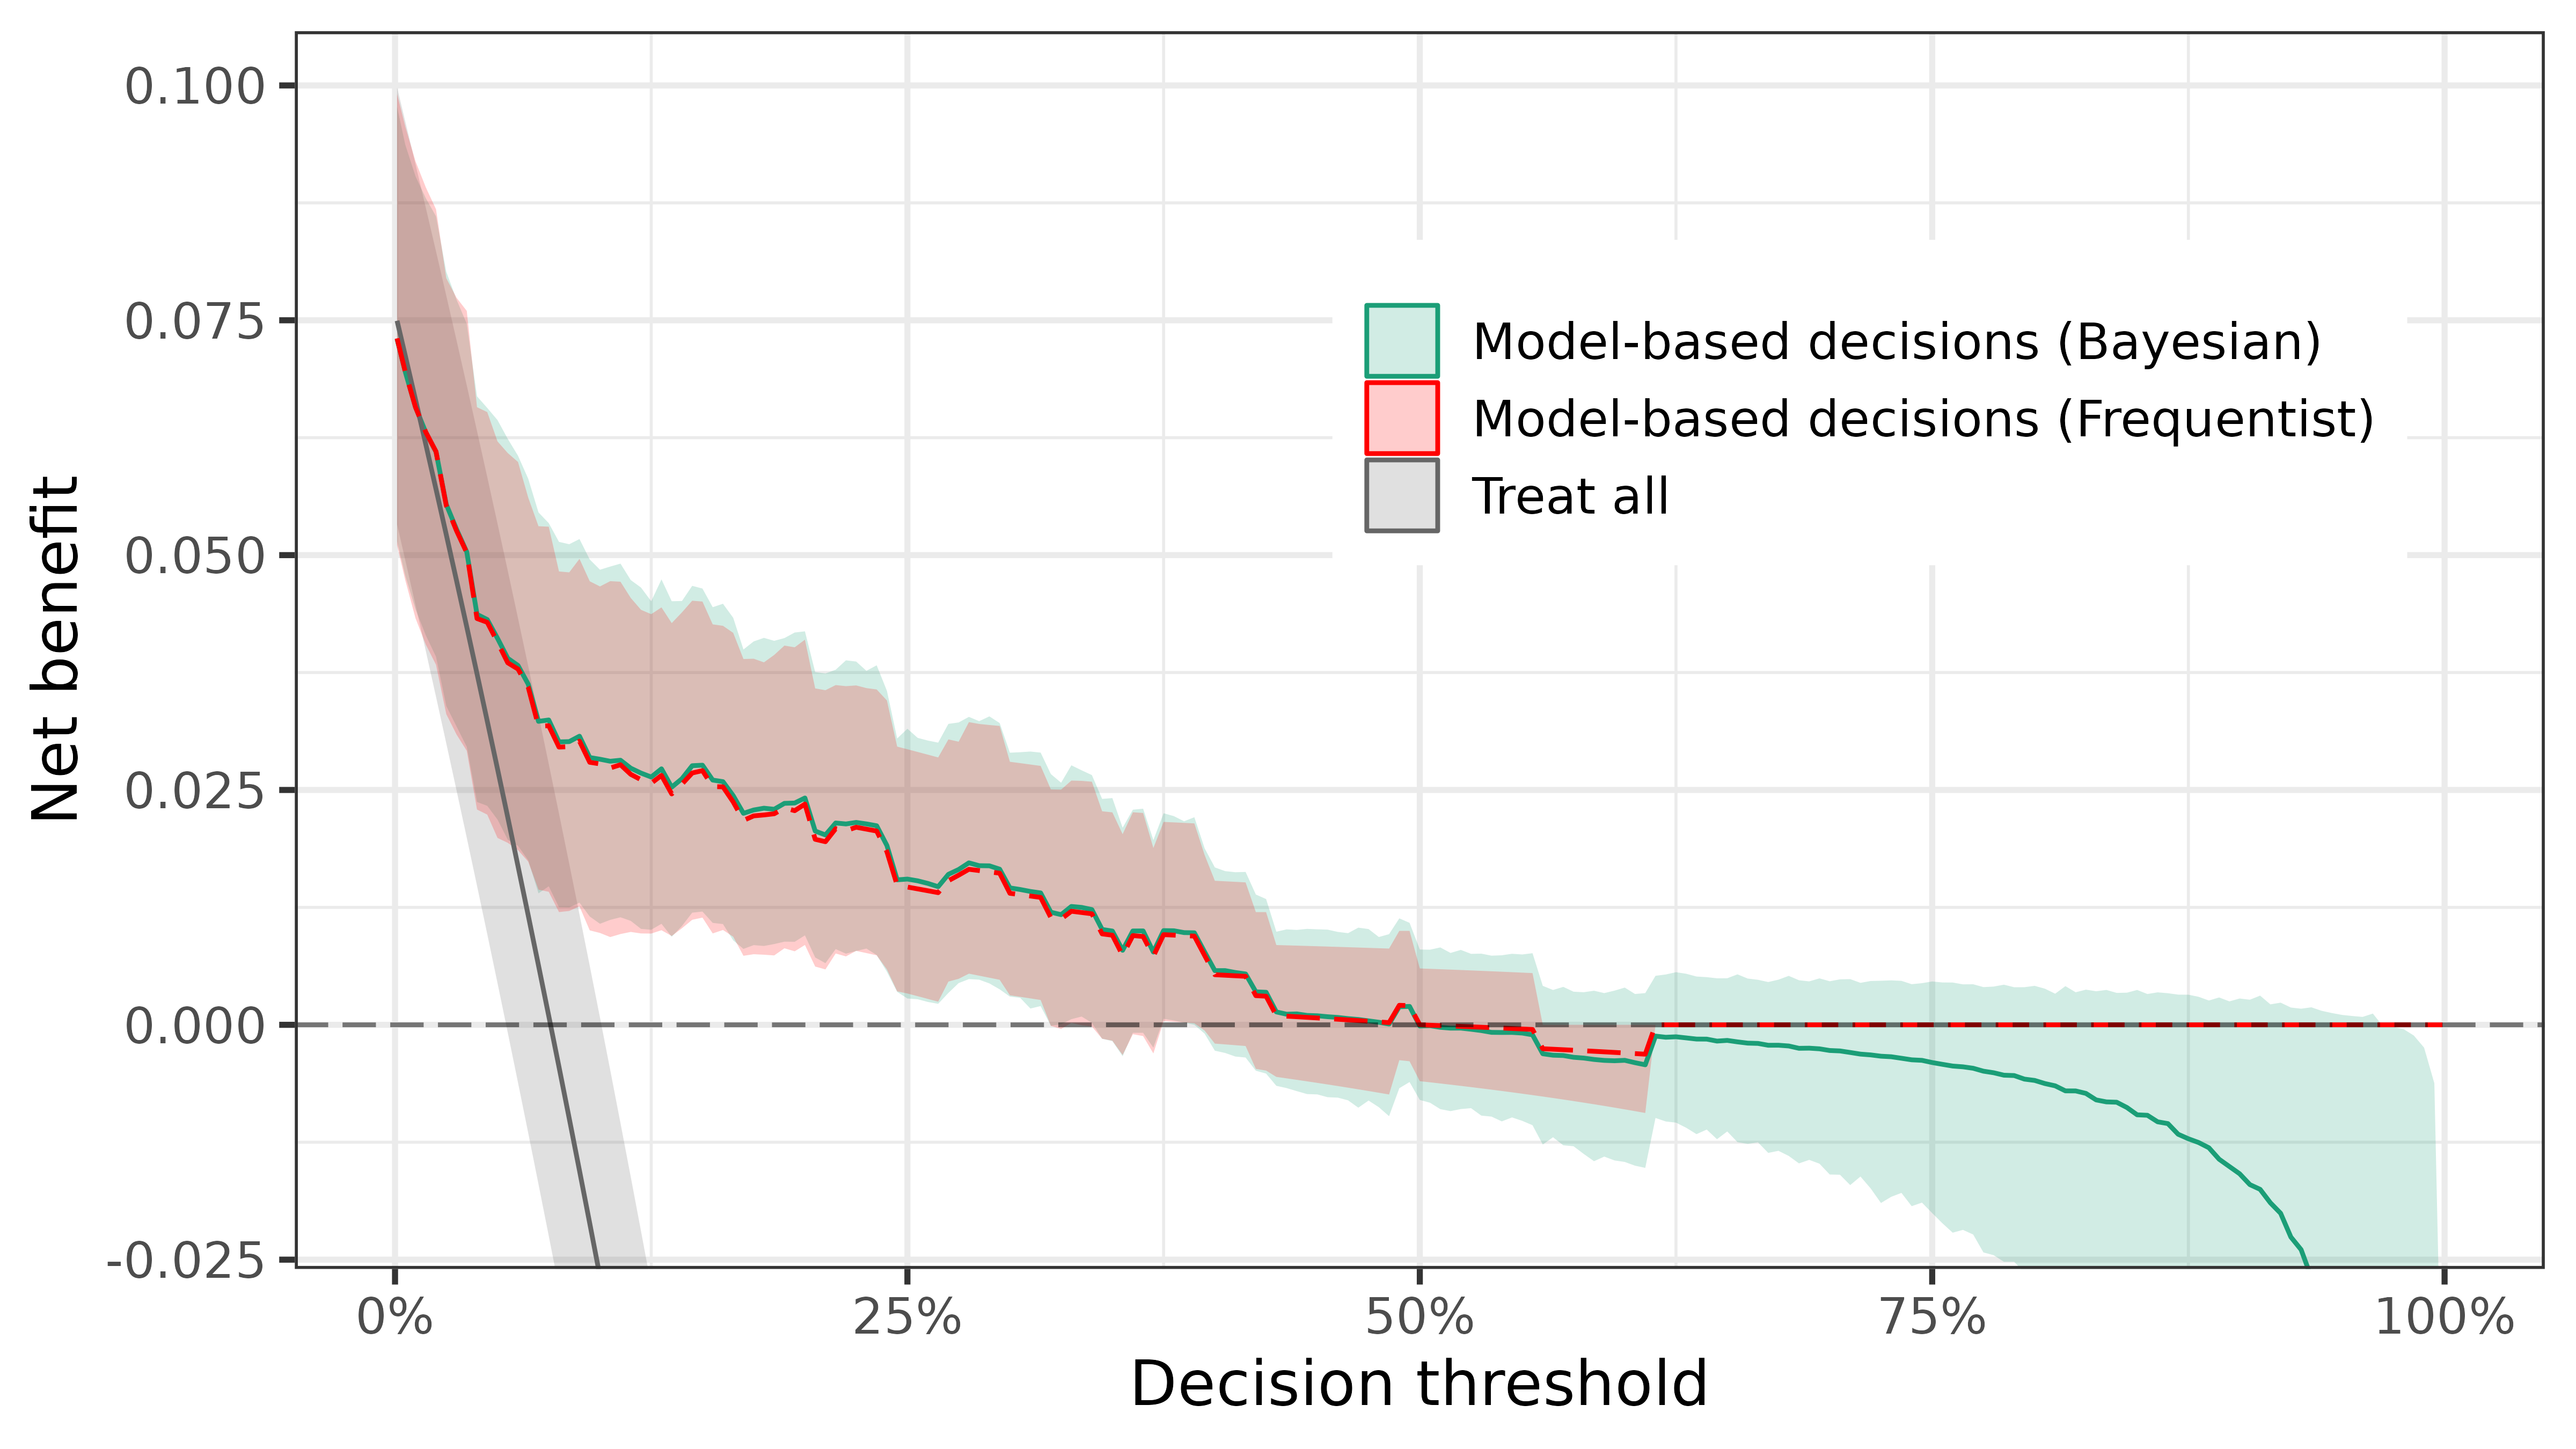 0.100
0.075
0.050
0.025
0.000
-0.025
Net benefit
Model-based decisions (Bayesian)
Model-based decisions (Frequentist)
Treat all
0%
25%
50%
75%
100%
Decision threshold